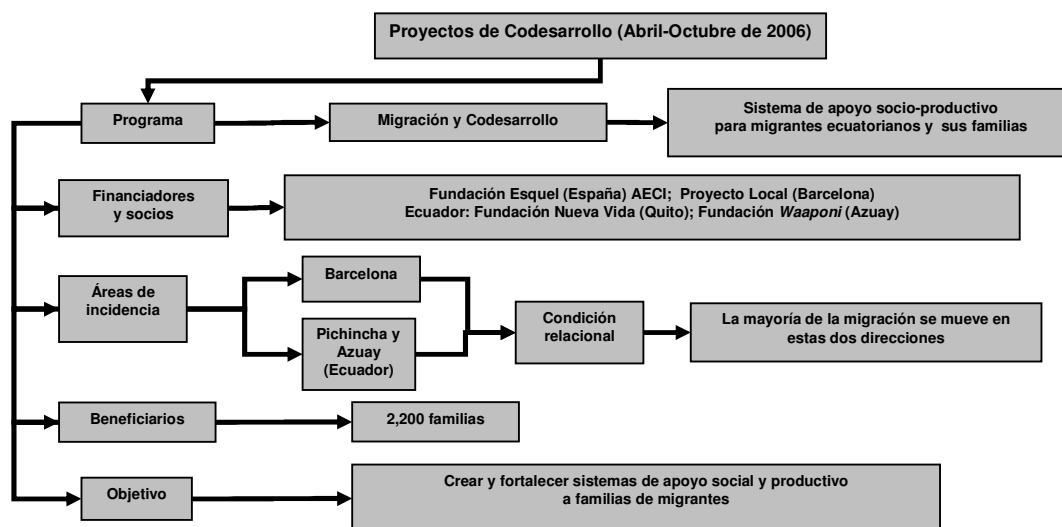 Proyectos de Codesarrollo (Abril-Octubre de 2006)
Programa
Migración y Codesarrollo
Sistema de apoyo socio-productivo
para migrantes ecuatorianos y sus familias
Financiadores
y socios
Fundación Esquel (España) AECI; Proyecto Local (Barcelona)
Ecuador: Fundación Nueva Vida (Quito); Fundación Waaponi (Azuay)
Áreas de
incidencia
Barcelona
Pichincha y
Azuay
(Ecuador)
Condición
relacional
La mayoría de la migración se mueve en
estas dos direcciones
Beneficiarios
2,200 familias
Objetivo
Crear y fortalecer sistemas de apoyo social y productivo
a familias de migrantes